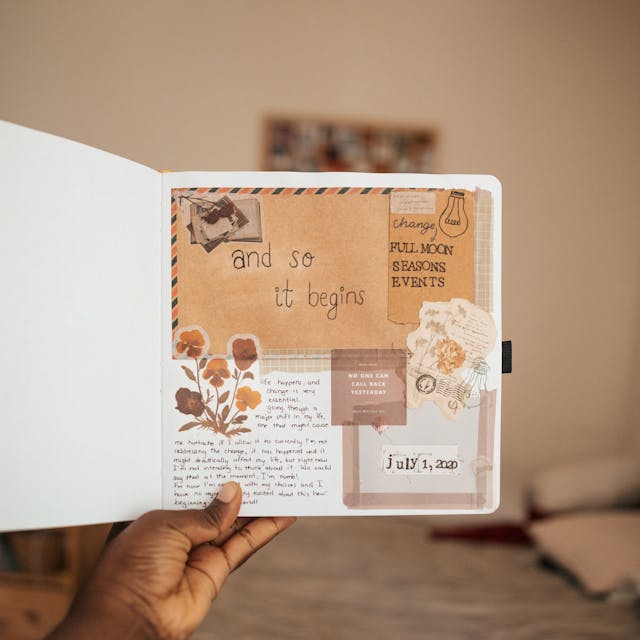 and so
it begins
change,
FULL MOON
SEASONS
EVENTS
NO ONE CAN
CALL BACK
YESTERDAY
life happens, and
change is very
essential.
going through a
major shift in my life,
one that might cause
me heartache if I allow it to. currently I'm not
addressing the change, it has happened and it
might drastically affect my life, but right now
I'm not intending to think about it. We could
say that at the moment, I'm numb!
For now I'm with my choices and I
have no very excited about this new
beginning
july 1, 2020